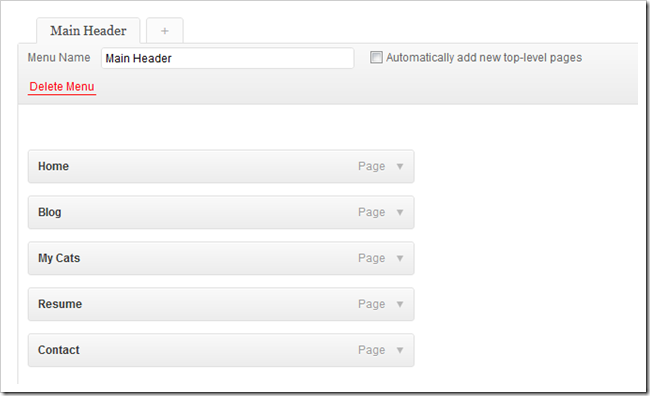 Main Header +
Menu Name Main Header Automatically add new top-level pages
Delete Menu
Home Page ▼
Blog Page ▼
My Cats Page ▼
Resume Page ▼
Contact Page ▼